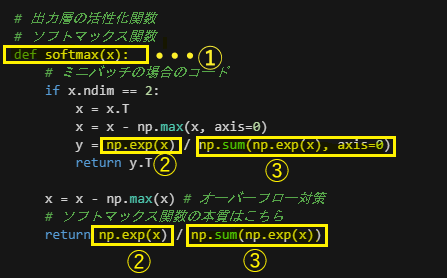 # 出力層の活性化関数
# ソフトマックス関数
def softmax(x): ・・・①
# ミニバッチの場合のコード
if x.ndim == 2:
x = x.T
x = x - np.max(x, axis=0)
y = np.exp(x) / np.sum(np.exp(x), axis=0)
return y.T ② ③
x = x - np.max(x) # オーバーフロー対策
# ソフトマックス関数の本質はこちら
return np.exp(x) / np.sum(np.exp(x))
② ③